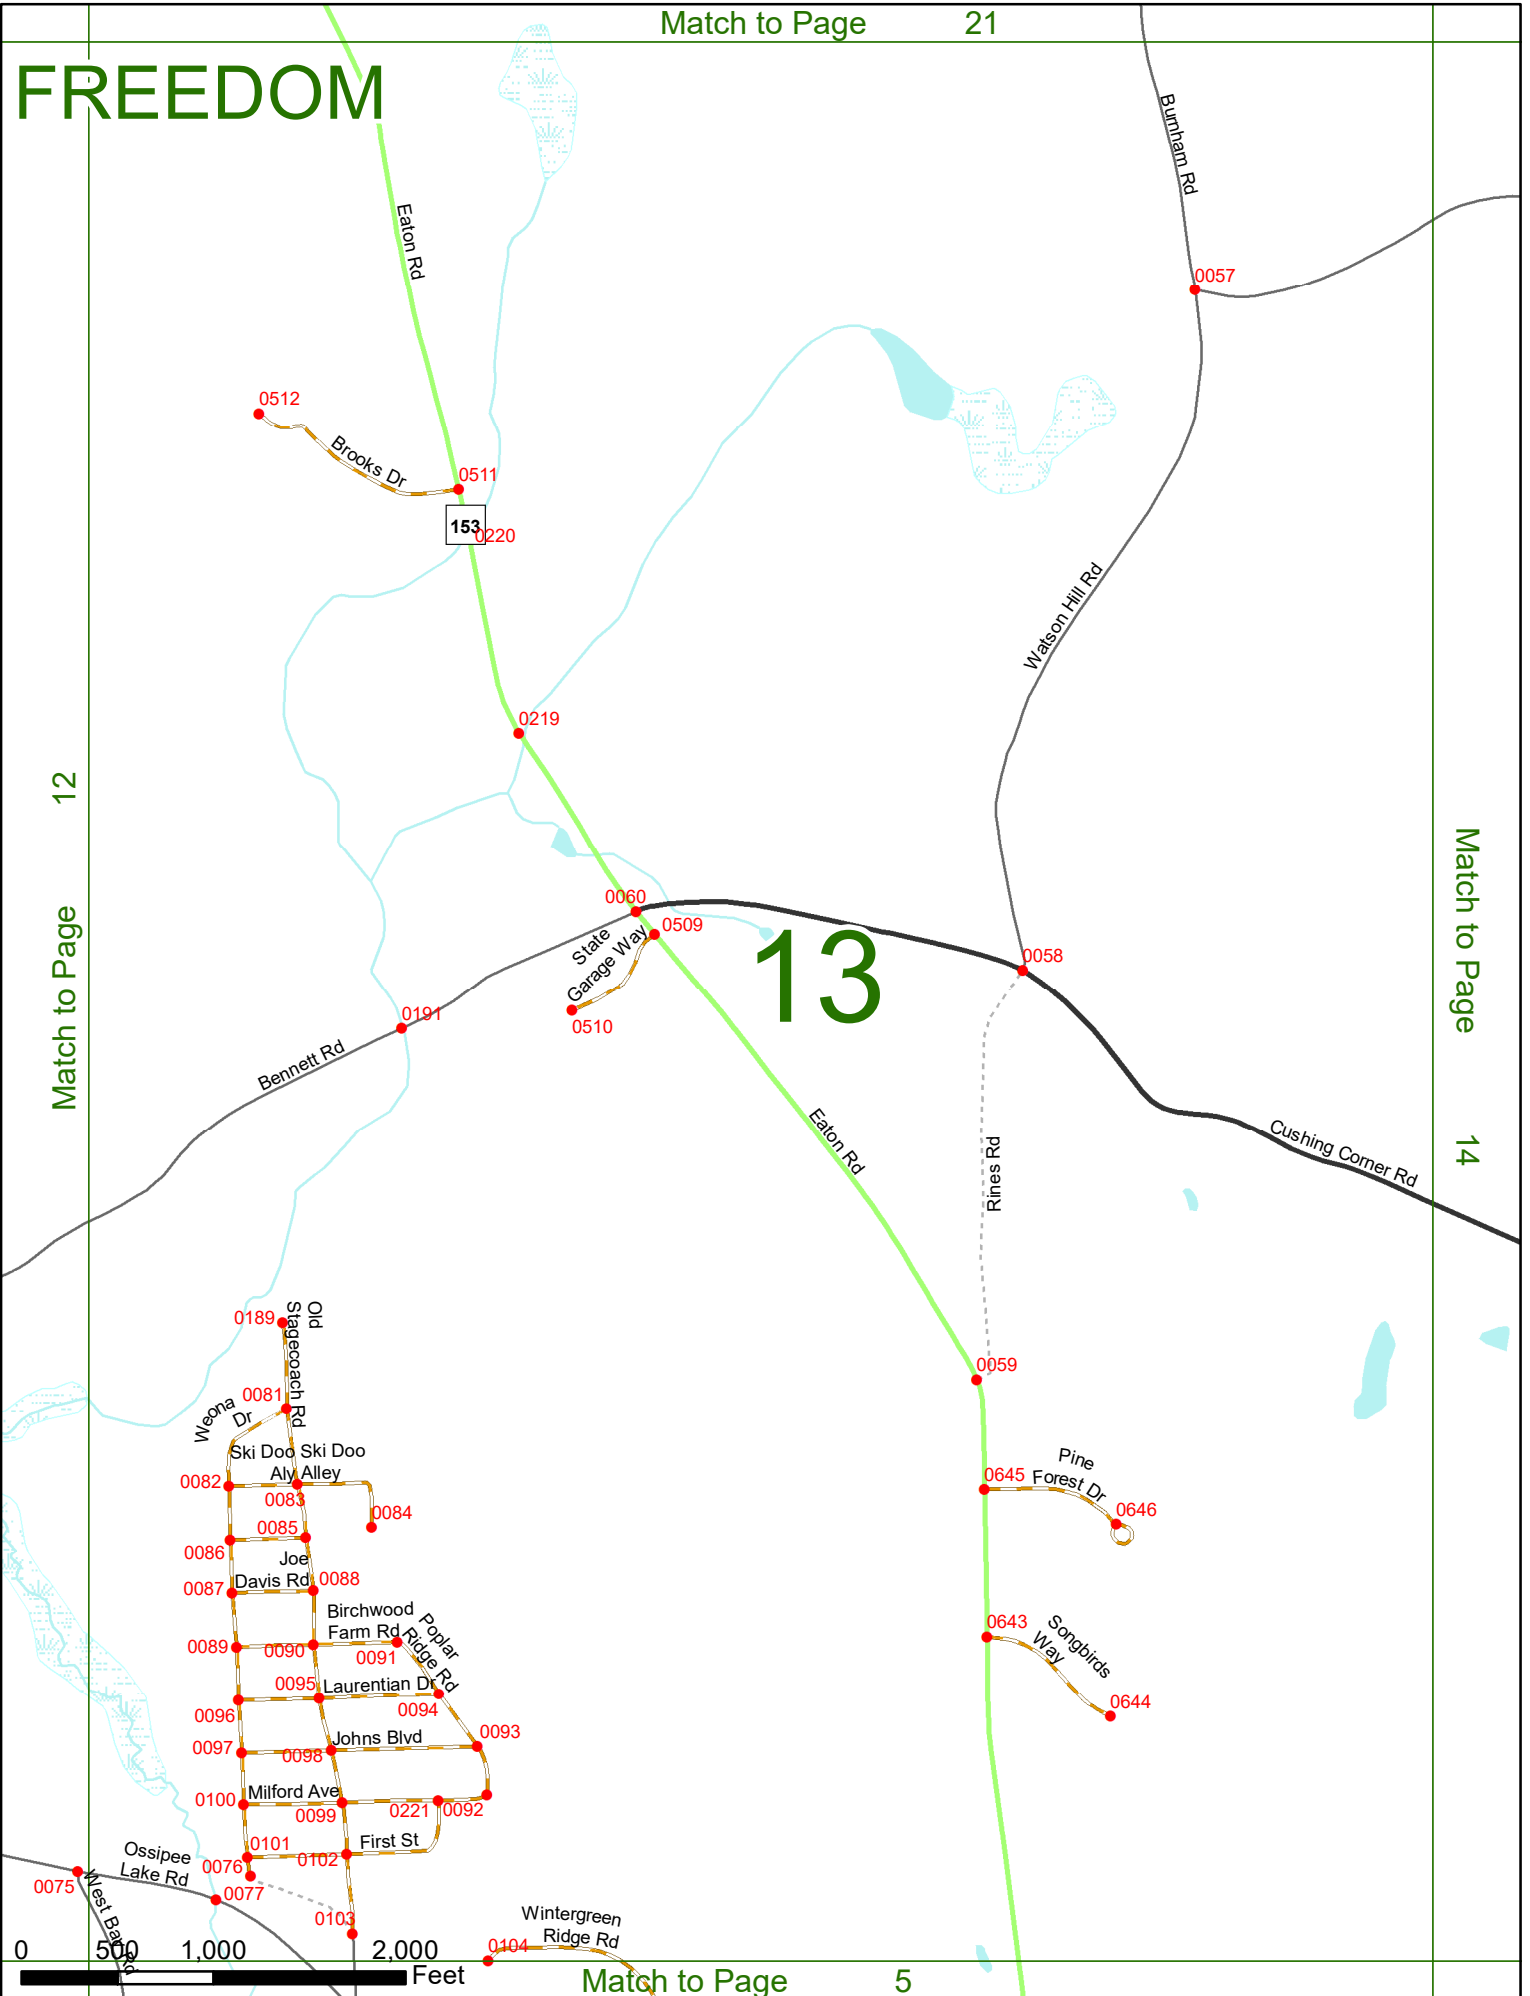 Match to Page 21
FREEDOM
Burnham Rd
Eaton Rd
0057
0512
Brooks Dr
0511
153
0220
Watson Hill Rd
0219
Match to Page 12
Match to Page 14
0060
0509
State
Garage Way
13
0058
0191
0510
Bennett Rd
Eaton Rd
Rines Rd
Cushing Corner Rd
0189
Old
Stagecoach Rd
0059
0081
Weona
Dr
Ski Doo
Aly
Ski Doo
Alley
0082
0083
0084
0085
0086
Pine
Forest Dr
0645
0646
Joe
Davis Rd
0087
0088
Birchwood
Farm Rd
Poplar
Ridge Rd
0089
0090
0091
0643
Songbirds
Way
0095
Laurentian Dr
0094
0644
0096
0097
0098
Johns Blvd
0093
0100
Milford Ave
0099
0221
0092
0101
First St
0102
0076
Ossipee
Lake Rd
0075
0077
West Bay Rd
0103
Wintergreen
Ridge Rd
0104
0 500 1,000 2,000
Feet
Match to Page 5